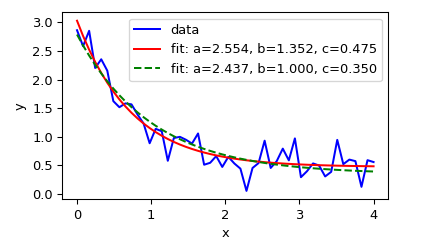 data
fit: a=2.554, b=1.352, c=0.475
fit: a=2.437, b=1.000, c=0.350
3.0
2.5
2.0
1.5
1.0
0.5
0.0
y
0 1 2 3 4
x